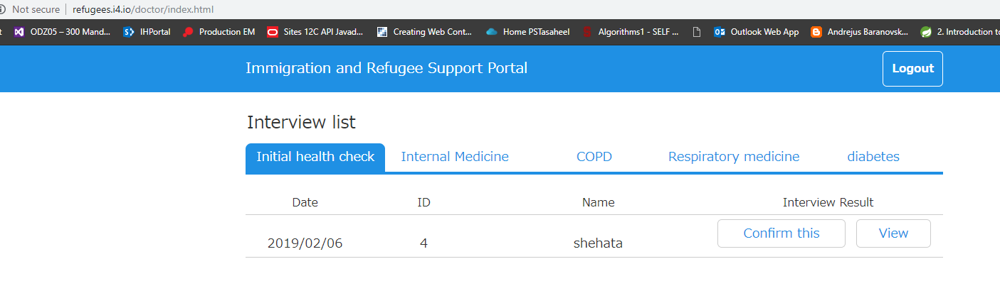 Not secure refugees.i4.io/doctor/index.html
t ODZ05 – 300 Mand... IHPortal Production EM Sites 12C API Javad... Creating Web Cont... Home PSTasaheel Algorithms1 - SELF ... Outlook Web App Andrejus Baranovsk... 2. Introduction to
Immigration and Refugee Support Portal Logout
Interview list
Initial health check Internal Medicine COPD Respiratory medicine diabetes
Date ID Name Interview Result
2019/02/06 4 shehata Confirm this View